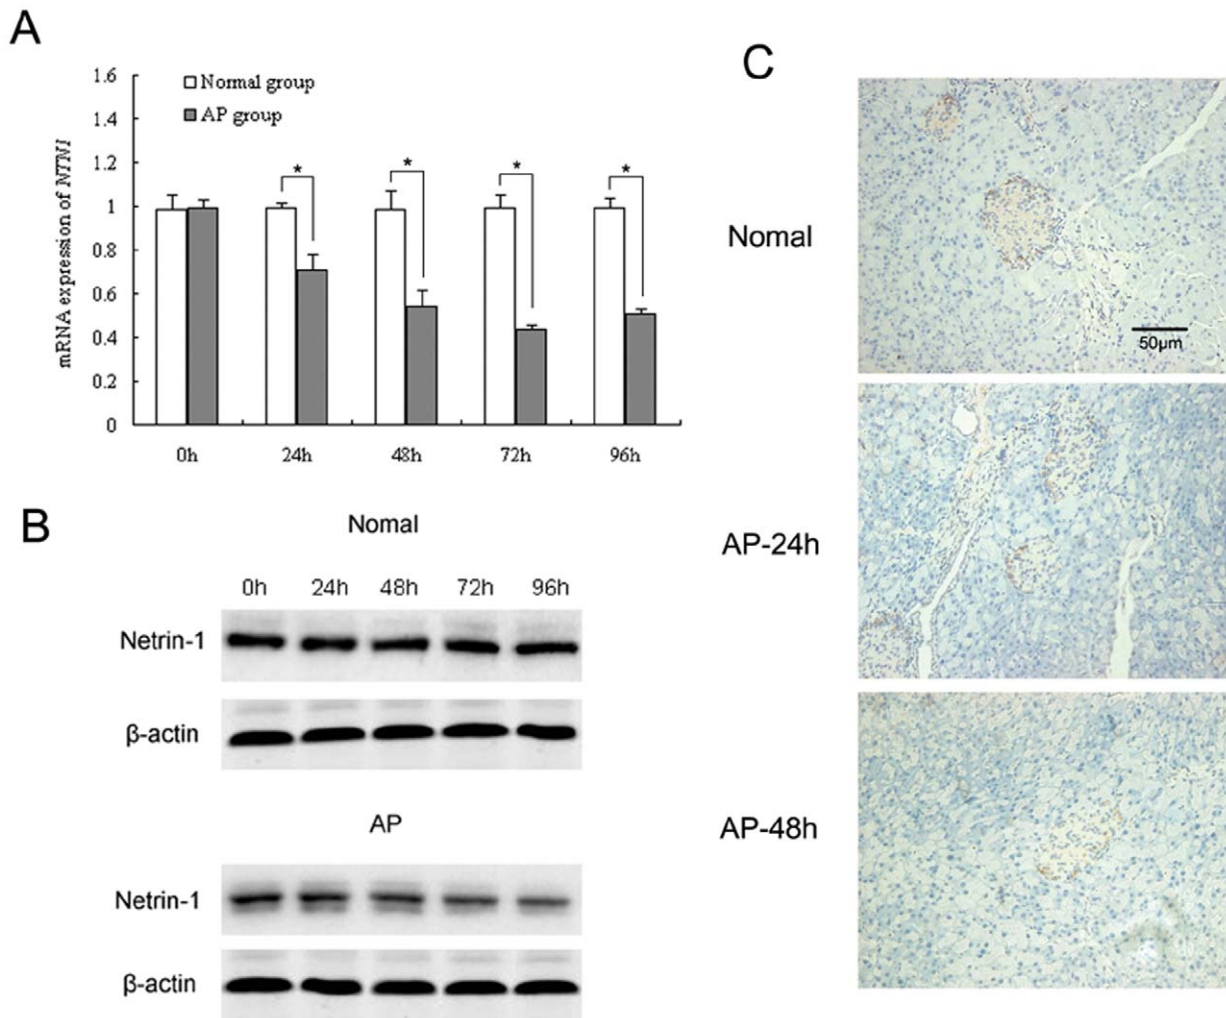 A
mRNA expression of NTN1
1.6
1.4
1.2
1
0.8
0.6
0.4
0.2
0
Normal group
AP group
* * * *
0h 24h 48h 72h 96h
B
Nomal
0h 24h 48h 72h 96h
Netrin-1
β-actin
AP
Netrin-1
β-actin
C
Nomal
50μm
AP-24h
AP-48h